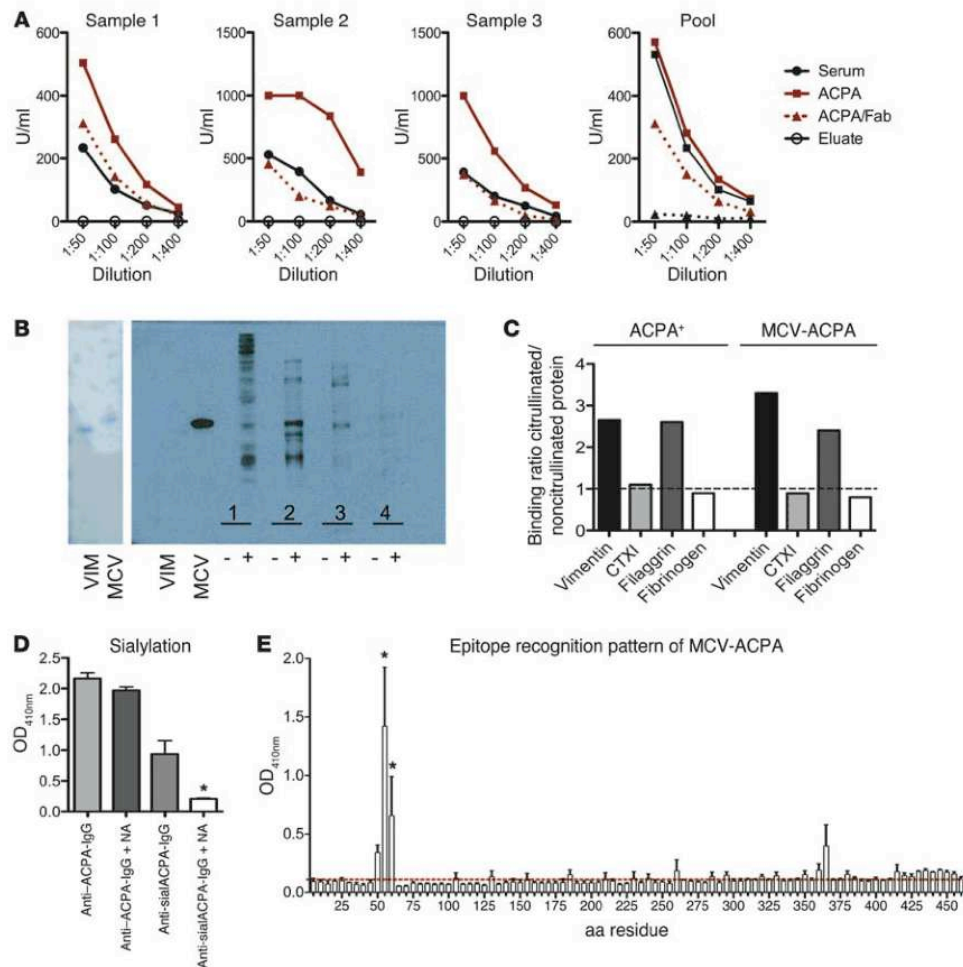 A
Sample 1
600
400
200
0
U/ml
1:50
1:100
1:200
1:400
Dilution
Sample 2
1500
1000
500
0
U/ml
1:50
1:100
1:200
1:400
Dilution
Sample 3
1500
1000
500
0
U/ml
1:50
1:100
1:200
1:400
Dilution
Pool
600
400
200
0
U/ml
1:50
1:100
1:200
1:400
Dilution
Serum
ACPA
ACPA/Fab
Eluate
B
1 2 3 4
- + - + - + - +
VIM
MCV
VIM
MCV
C
ACPA+ MCV-ACPA
Binding ratio citrullinated/
noncitrullinated protein
4
3
2
1
0
Vimentin
CTXI
Filaggrin
Fibrinogen
Vimentin
CTXI
Filaggrin
Fibrinogen
D
Sialylation
OD410nm
2.5
2.0
1.5
1.0
0.5
0.0
*
Anti–ACPA-IgG
Anti–ACPA-IgG + NA
Anti-sialACPA-IgG
Anti-sialACPA-IgG + NA
E
Epitope recognition pattern of MCV-ACPA
OD410nm
2.0
1.5
1.0
0.5
0.0
*
*
25 50 75 100 125 150 175 200 225 250 275 300 325 350 375 400 425 450
aa residue